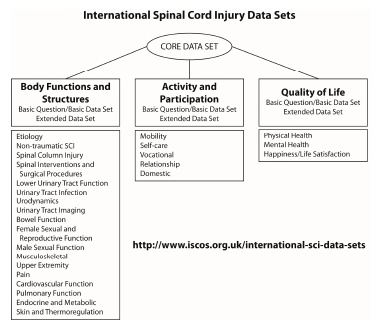 International Spinal Cord Injury Data Sets
CORE DATA SET
Body Functions and
Structures
Basic Question/Basic Data Set
Extended Data Set
Etiology
Non-traumatic SCI
Spinal Column Injury
Spinal Interventions and
Surgical Procedures
Lower Urinary Tract Function
Urinary Tract Infection
Urodynamics
Urinary Tract Imaging
Bowel Function
Female Sexual and
Reproductive Function
Male Sexual Function
Musculoskeletal
Upper Extremity
Pain
Cardiovascular Function
Pulmonary Function
Endocrine and Metabolic
Skin and Thermoregulation
Activity and
Participation
Basic Question/Basic Data Set
Extended Data Set
Mobility
Self-care
Vocational
Relationship
Domestic
Quality of Life
Basic Question/Basic Data Set
Extended Data Set
Physical Health
Mental Health
Happiness/Life Satisfaction
http://www.iscos.org.uk/international-sci-data-sets